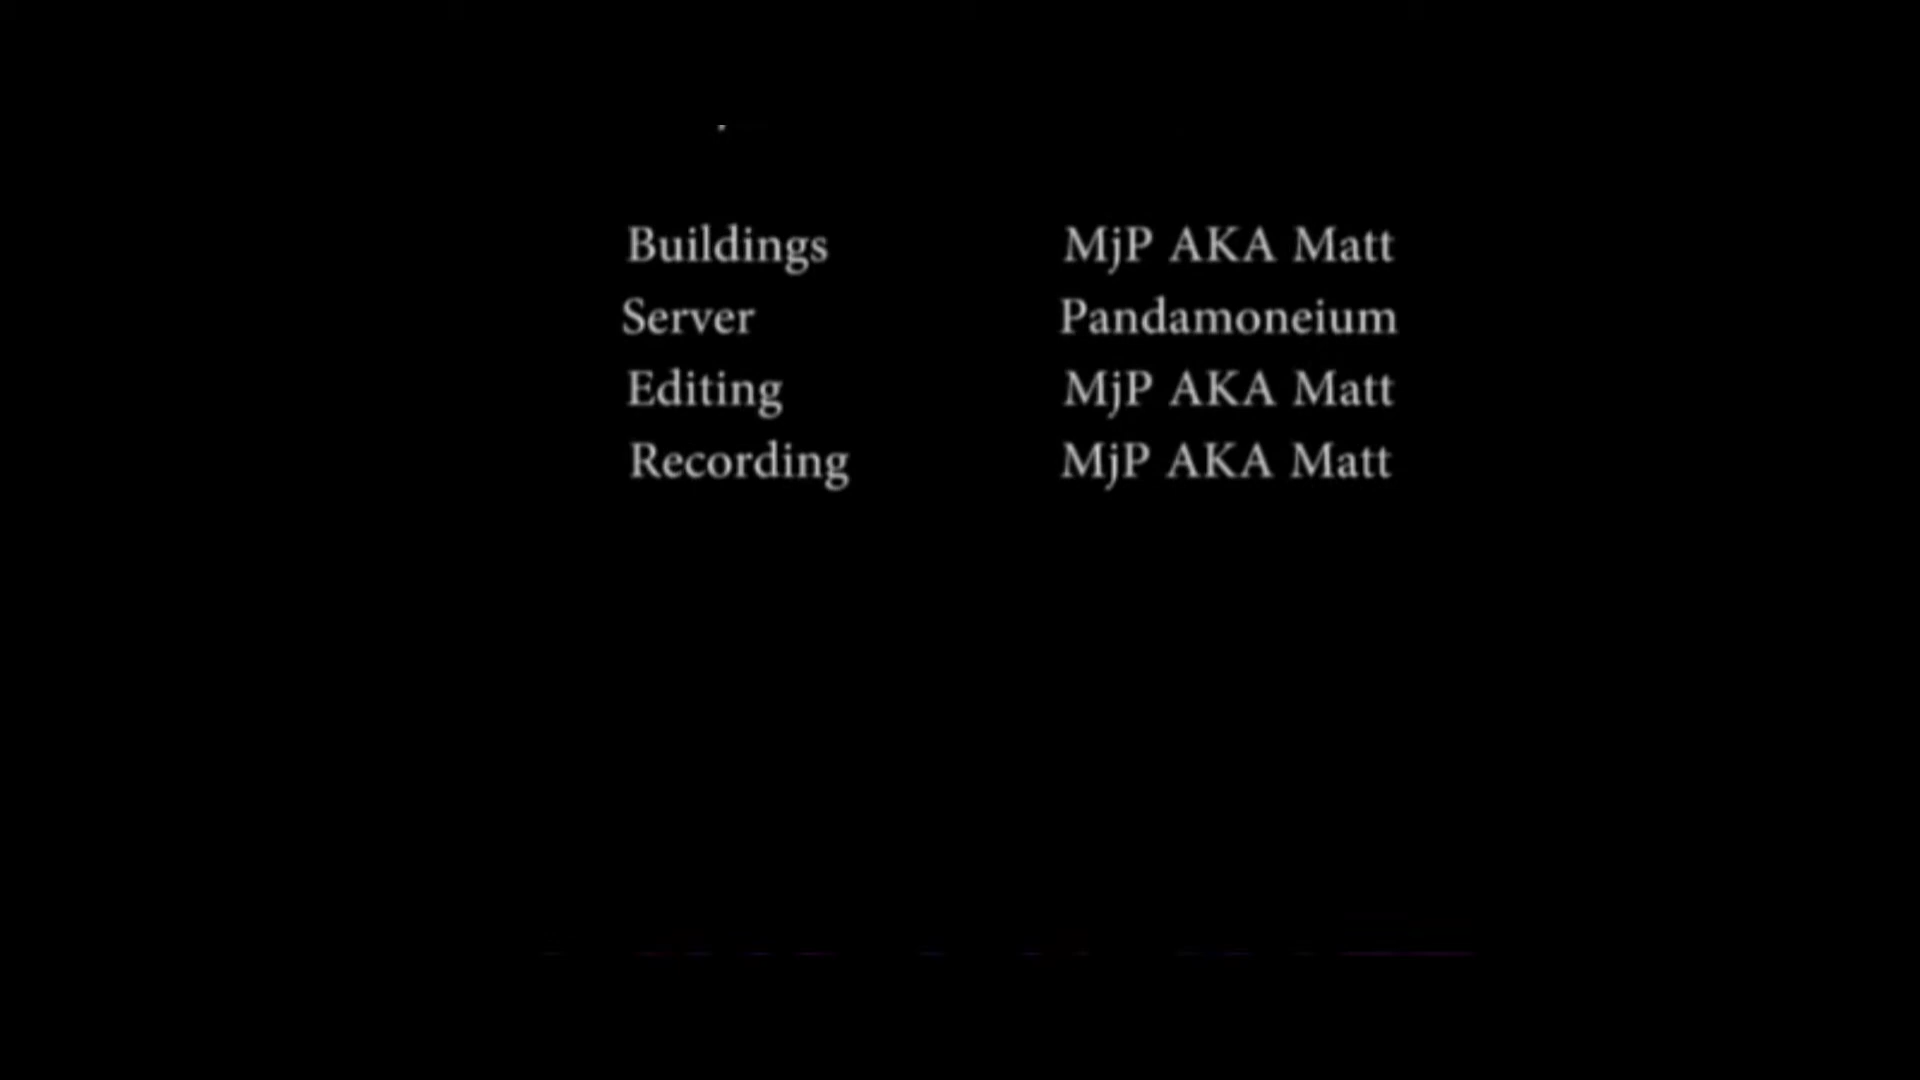 Buildings MjP AKA Matt
Server Pandamoneium
Editing MjP AKA Matt
Recording MjP AKA Matt